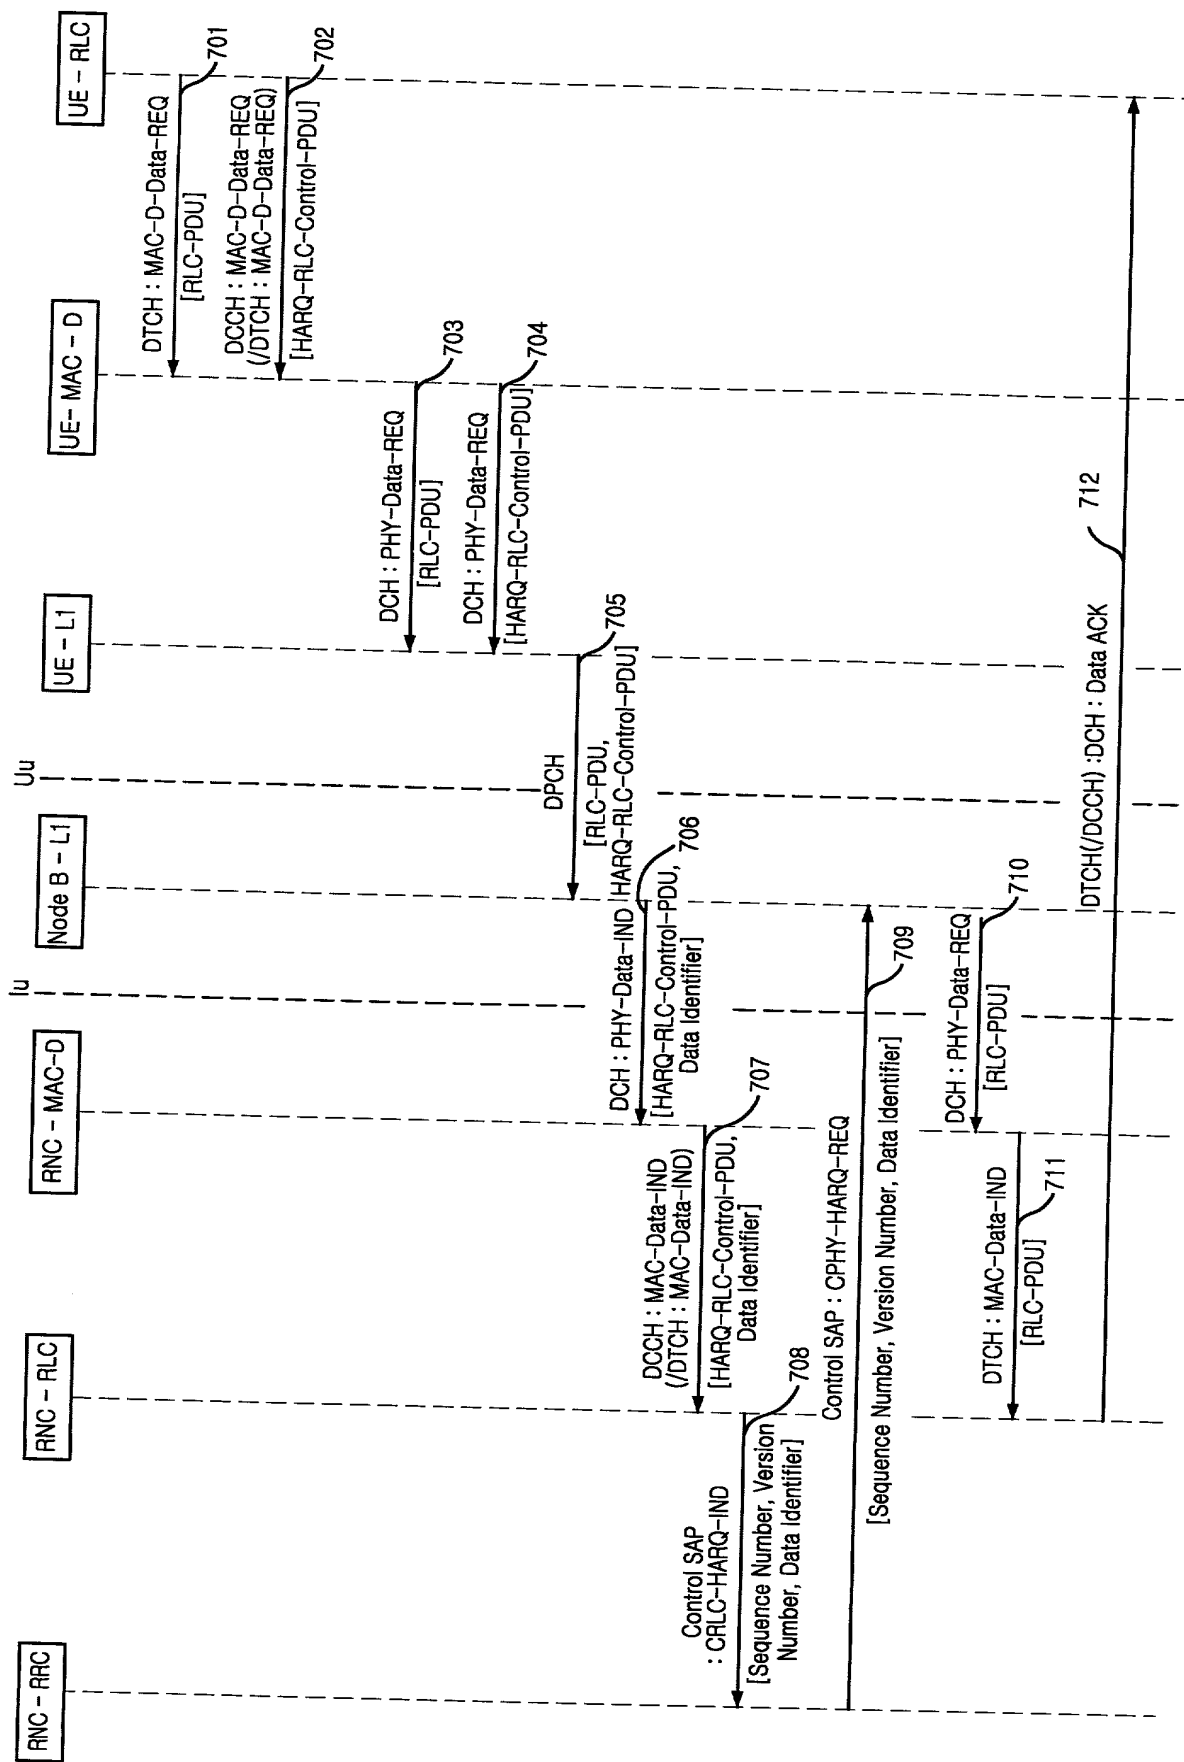 RNC – RRC
RNC – RLC
RNC – MAC-D
Iu
Node B – L1
Uu
UE – L1
UE– MAC – D
UE – RLC
DTCH : MAC–D–Data–REQ
[RLC–PDU]
701
DCCH : MAC–D–Data–REQ
(/DTCH : MAC–D–Data–REQ)
[HARQ–RLC–Control–PDU]
702
DCH : PHY–Data–REQ
[RLC–PDU]
703
DCH : PHY–Data–REQ
[HARQ–RLC–Control–PDU]
704
DPCH
[RLC–PDU,
HARQ–RLC–Control–PDU]
705
DCH : PHY–Data–IND
[HARQ–RLC–Control–PDU,
Data Identifier]
706
DCCH : MAC–Data–IND
(/DTCH : MAC–Data–IND)
[HARQ–RLC–Control–PDU,
Data Identifier]
707
Control SAP
: CRLC–HARQ–IND
[Sequence Number, Version
Number, Data Identifier]
708
Control SAP : CPHY–HARQ–REQ
[Sequence Number, Version Number, Data Identifier]
709
DCH : PHY–Data–REQ
[RLC–PDU]
710
DTCH : MAC–Data–IND
[RLC–PDU]
711
DTCH(/DCCH) :DCH : Data ACK
712